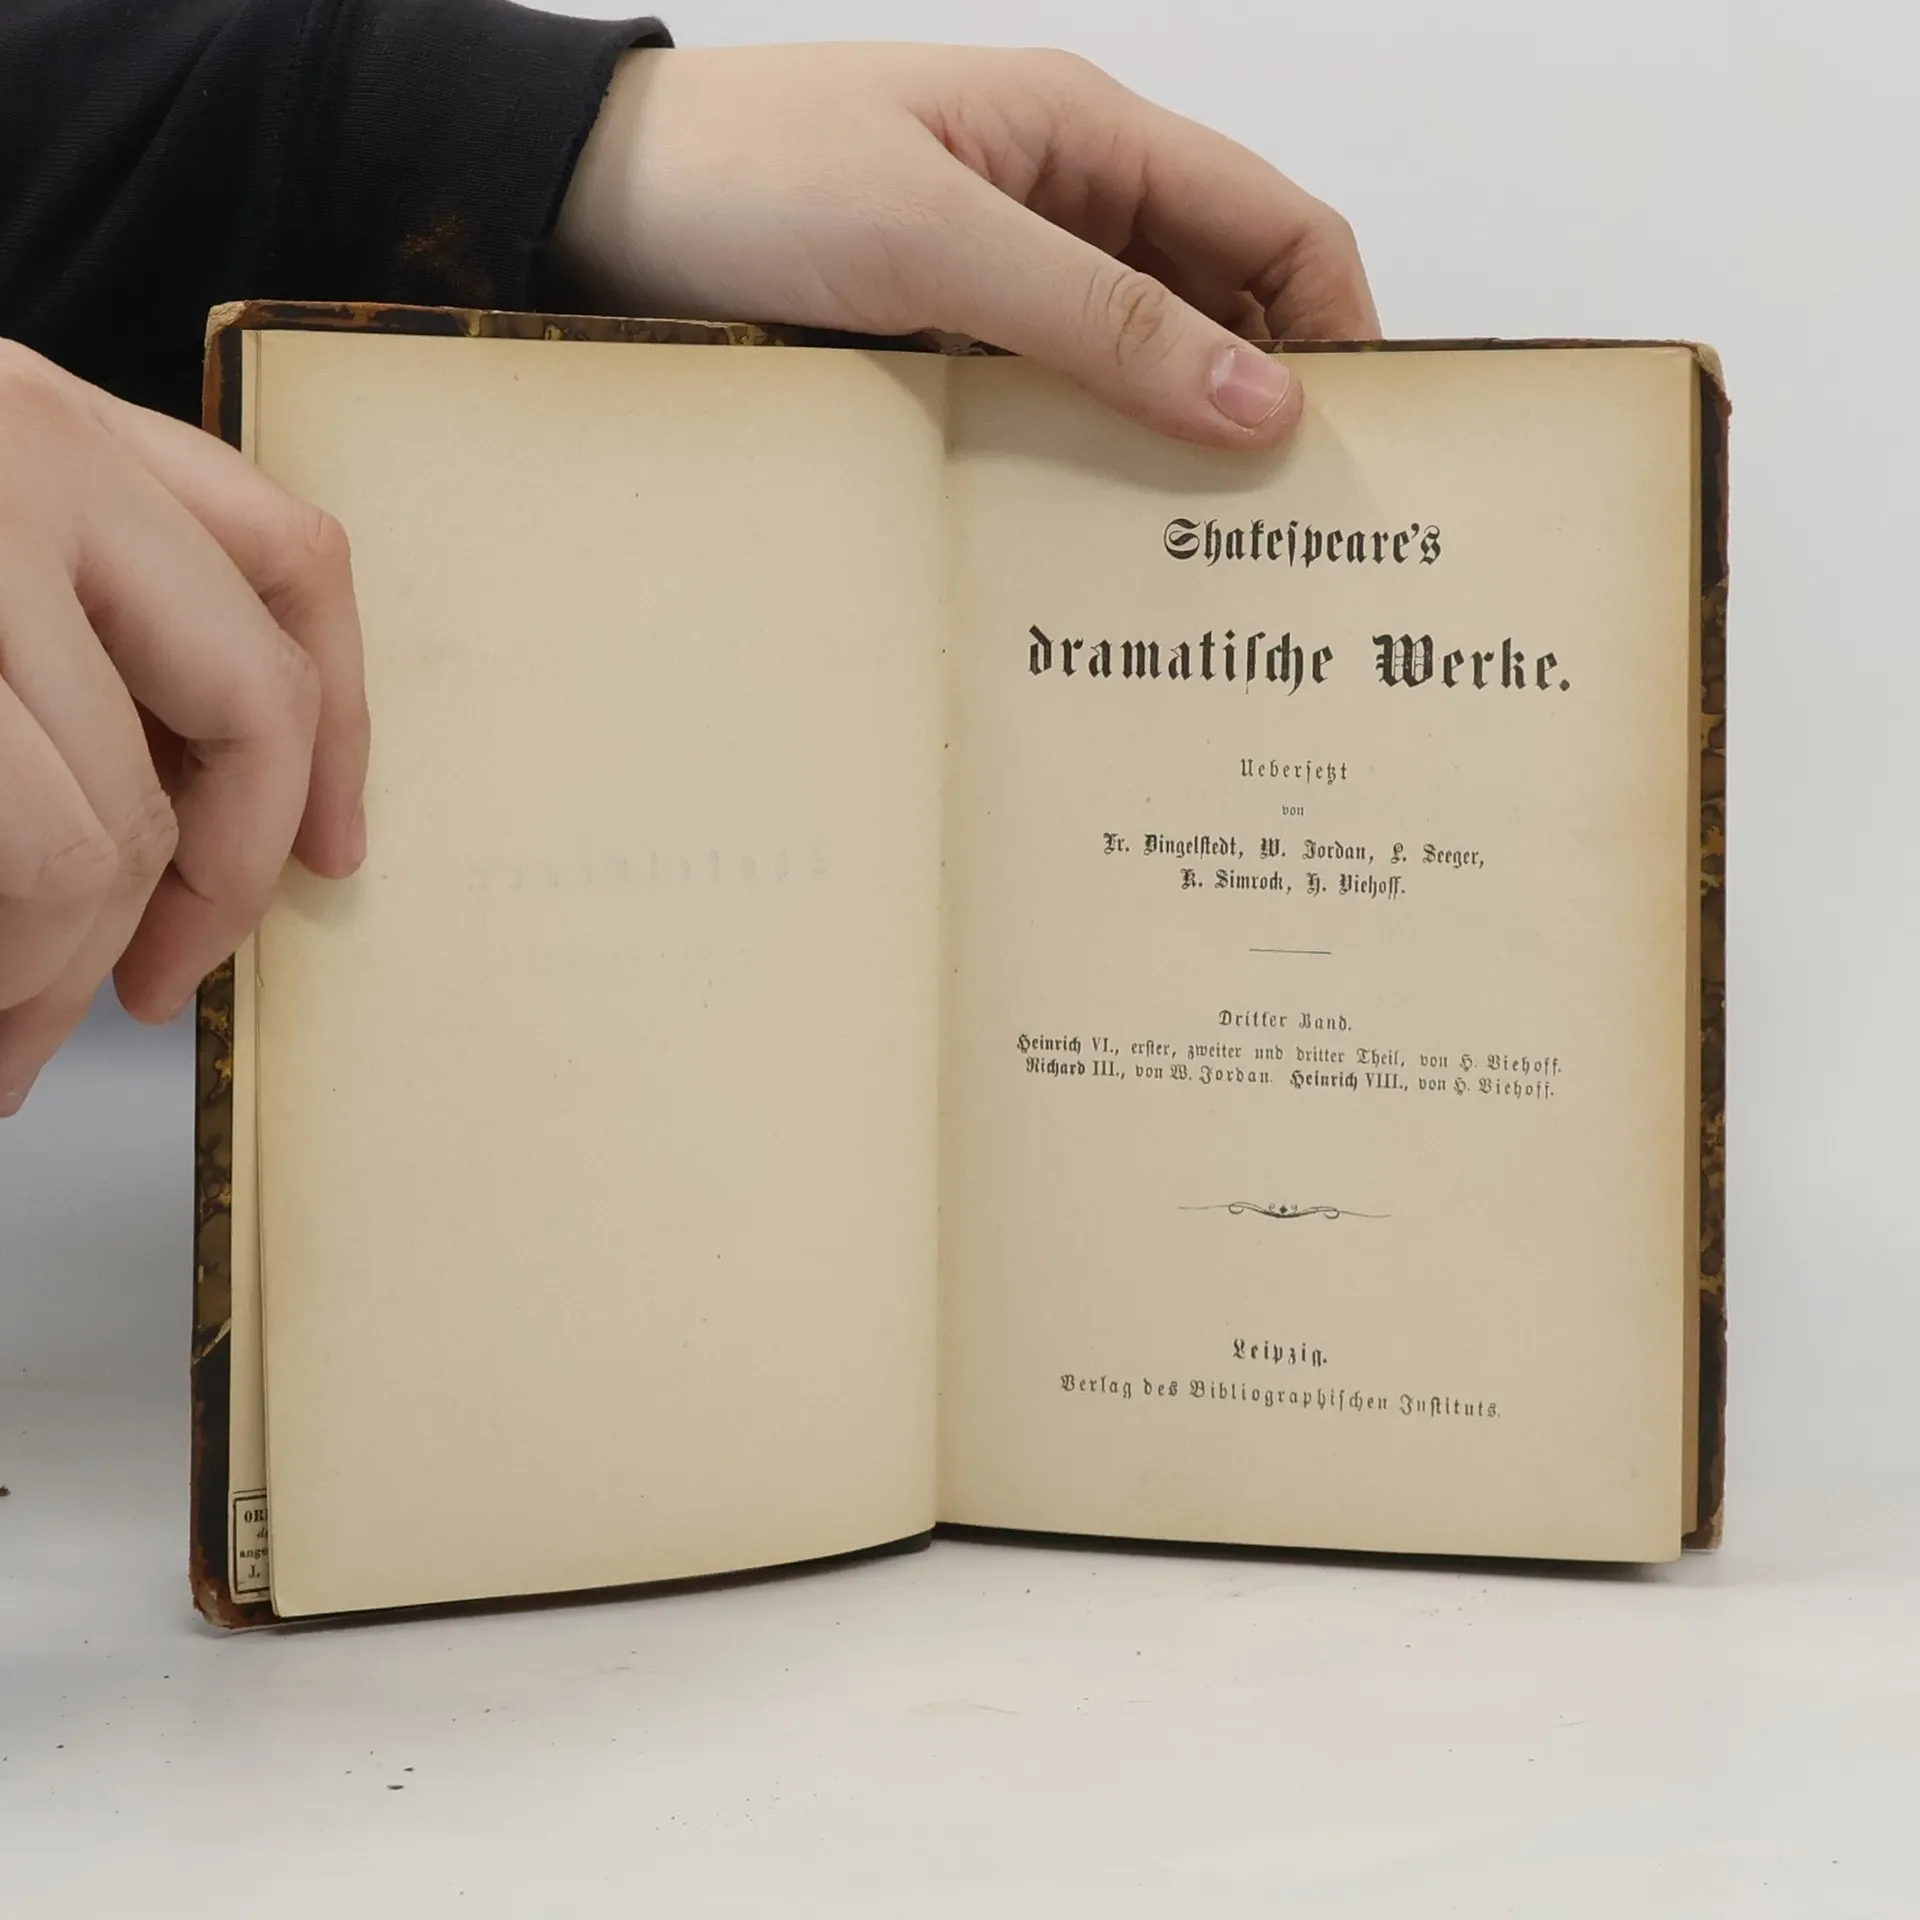 Shakeſpeare's
dramatiſche Werke.
Ueberſetzt
von
Fr. Dingelſtedt, W. Jordan, L. Seeger,
K. Simrock, H. Viehoff.
Dritter Band.
Heinrich VI., erſter, zweiter und dritter Theil, von H. Viehoff.
Richard III., von W. Jordan. Heinrich VIII., von H. Viehoff.
Leipzig.
Verlag des Bibliographiſchen Inſtituts.
J.